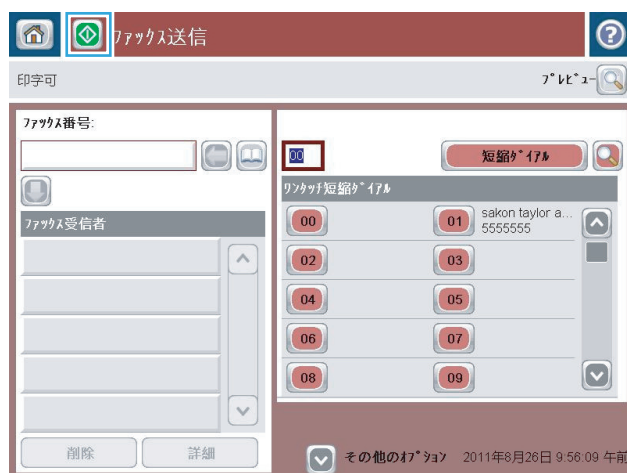 ﾌｧｯｸｽ送信
印字可
ﾌﾟﾚﾋﾞｭｰ
ﾌｧｯｸｽ番号:
00
短縮ﾀﾞｲｱﾙ
ﾜﾝﾀｯﾁ短縮ﾀﾞｲｱﾙ
ﾌｧｯｸｽ受信者
00
01 sakon taylor a...
5555555
02 03
04 05
06 07
08 09
削除 詳細
その他のｵﾌﾟｼｮﾝ 2011年8月26日 9:56:09 午前